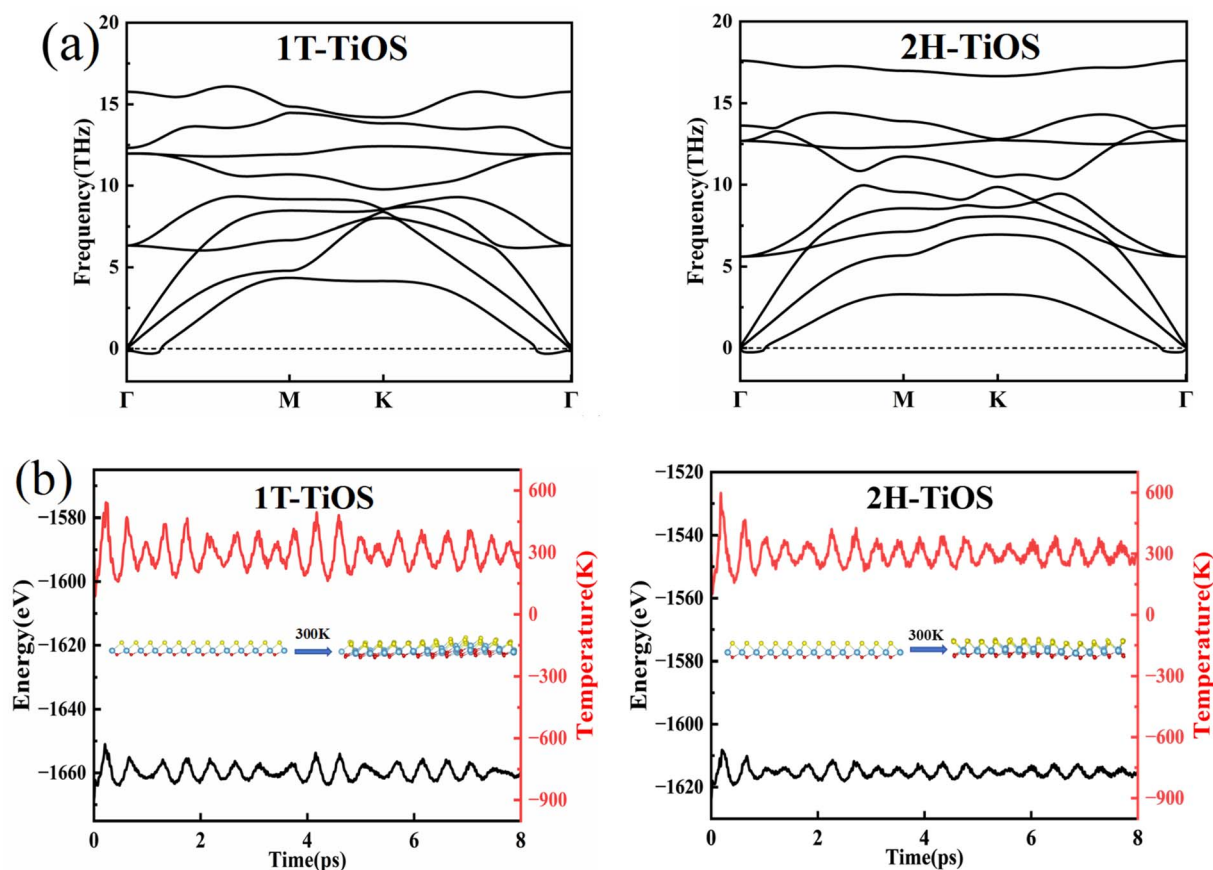 (a)
1T-TiOS
Frequency(THz)
20
15
10
5
0
Γ M K Γ
2H-TiOS
Frequency(THz)
20
15
10
5
0
Γ M K Γ
(b)
1T-TiOS
Energy(eV)
−1580
−1600
−1620
−1640
−1660
300K
600
300
0
−300
−600
−900
Temperature(K)
0 2 4 6 8
Time(ps)
2H-TiOS
Energy(eV)
−1520
−1540
−1560
−1580
−1600
−1620
300K
600
300
0
−300
−600
−900
Temperature(K)
0 2 4 6 8
Time(ps)